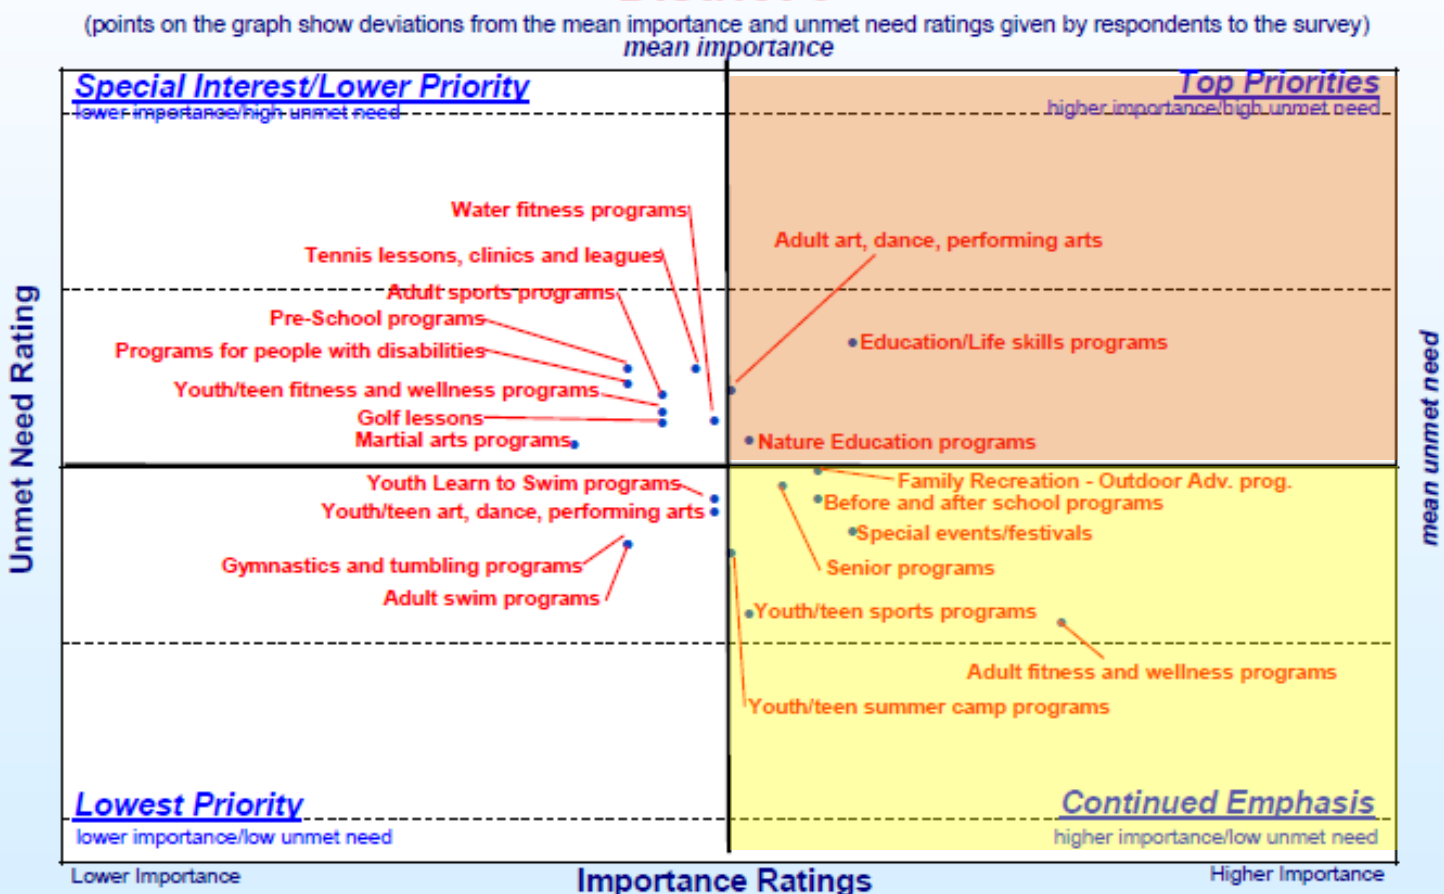 (points on the graph show deviations from the mean importance and unmet need ratings given by respondents to the survey)
mean importance
Special Interest/Lower Priority
lower importance/high unmet need
Top Priorities
higher importance/high unmet need
Water fitness programs
Adult art, dance, performing arts
Tennis lessons, clinics and leagues
Adult sports programs
Pre-School programs
Education/Life skills programs
Programs for people with disabilities
Youth/teen fitness and wellness programs
Golf lessons
Martial arts programs
Nature Education programs
Unmet Need Rating
mean unmet need
Youth Learn to Swim programs
Family Recreation - Outdoor Adv. prog.
Before and after school programs
Youth/teen art, dance, performing arts
Special events/festivals
Gymnastics and tumbling programs
Senior programs
Adult swim programs
Youth/teen sports programs
Adult fitness and wellness programs
Youth/teen summer camp programs
Lowest Priority
lower importance/low unmet need
Continued Emphasis
higher importance/low unmet need
Lower Importance
Importance Ratings
Higher Importance